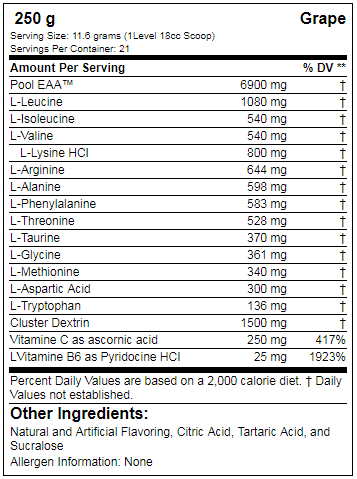 250 g Grape
Serving Size: 11.6 grams (1Level 18cc Scoop)
Servings Per Container: 21
Amount Per Serving % DV **
Pool EAA™ 6900 mg †
L-Leucine 1080 mg †
L-Isoleucine 540 mg †
L-Valine 540 mg †
L-Lysine HCl 800 mg †
L-Arginine 644 mg †
L-Alanine 598 mg †
L-Phenylalanine 583 mg †
L-Threonine 528 mg †
L-Taurine 370 mg †
L-Glycine 361 mg †
L-Methionine 340 mg †
L-Aspartic Acid 300 mg †
L-Tryptophan 136 mg †
Cluster Dextrin 1500 mg †
Vitamine C as ascornic acid 250 mg 417%
LVitamine B6 as Pyridocine HCl 25 mg 1923%
Percent Daily Values are based on a 2,000 calorie diet. † Daily
Values not established.
Other Ingredients:
Natural and Artificial Flavoring, Citric Acid, Tartaric Acid, and
Sucralose
Allergen Information: None